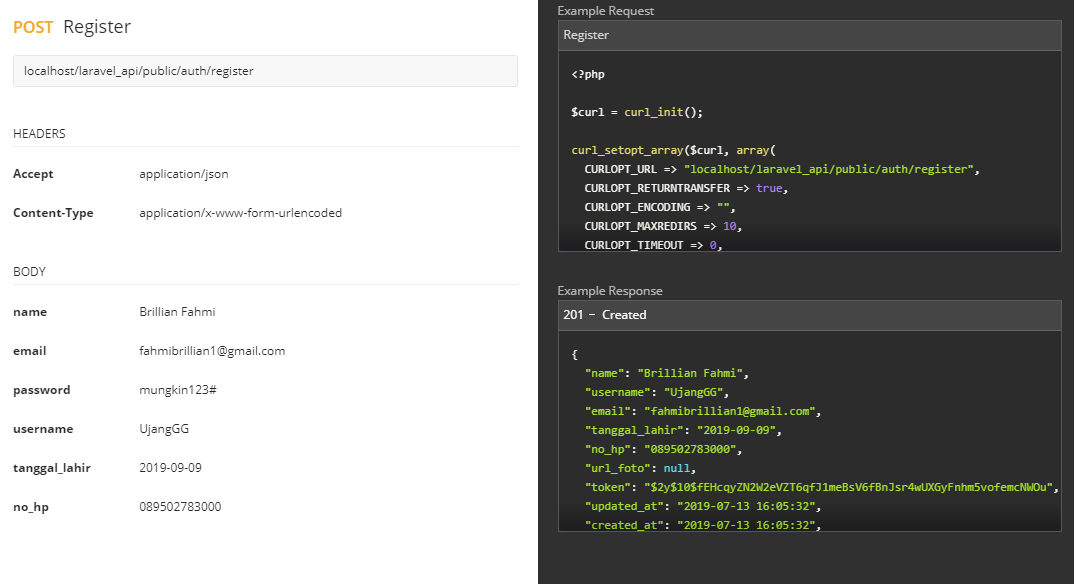 POST Register
localhost/laravel_api/public/auth/register
HEADERS
Accept application/json
Content-Type application/x-www-form-urlencoded
BODY
name Brillian Fahmi
email fahmibrillian1@gmail.com
password mungkin123#
username UjangGG
tanggal_lahir 2019-09-09
no_hp 089502783000
Example Request
Register
<?php
$curl = curl_init();
curl_setopt_array($curl, array(
CURLOPT_URL => "localhost/laravel_api/public/auth/register",
CURLOPT_RETURNTRANSFER => true,
CURLOPT_ENCODING => "",
CURLOPT_MAXREDIRS => 10,
CURLOPT_TIMEOUT => 0,
Example Response
201 – Created
{
"name": "Brillian Fahmi",
"username": "UjangGG",
"email": "fahmibrillian1@gmail.com",
"tanggal_lahir": "2019-09-09",
"no_hp": "089502783000",
"url_foto": null,
"token": "$2y$10$fEHcqyZN2W2eVZT6qfJ1meBsV6fBnJsr4wUXGyFnhm5vofemcNWOu",
"updated_at": "2019-07-13 16:05:32",
"created_at": "2019-07-13 16:05:32",